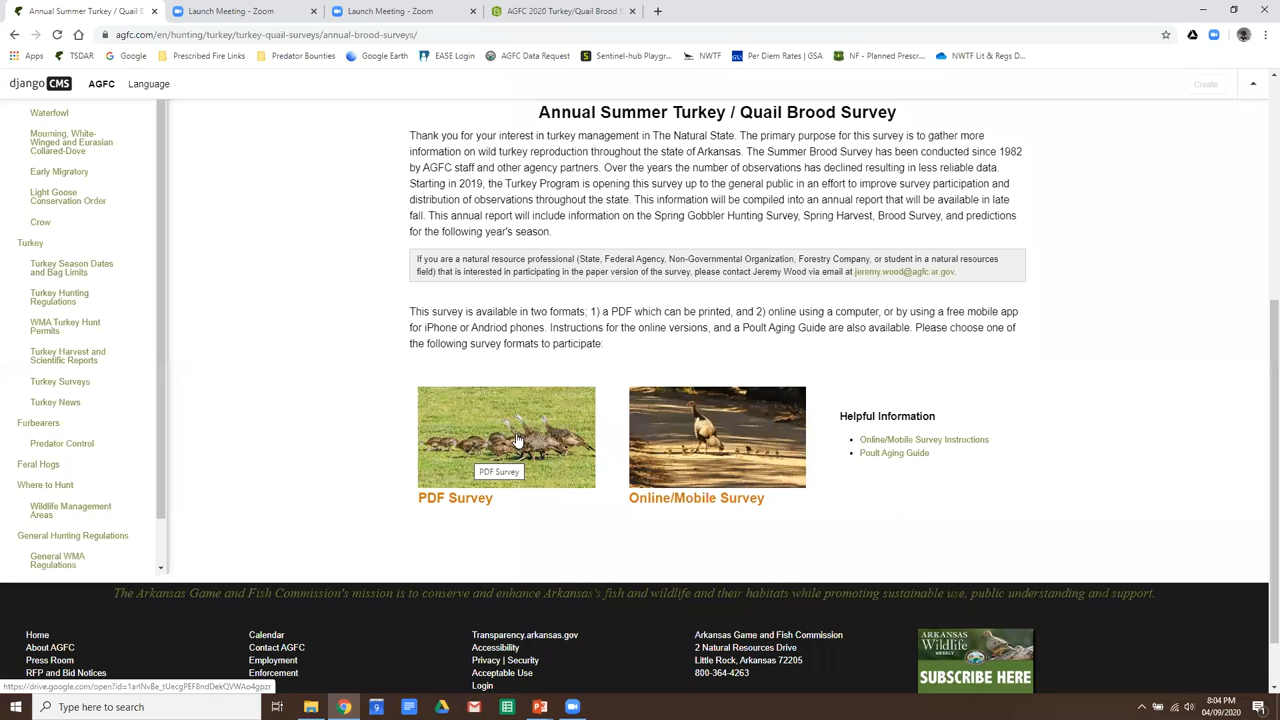 Annual Summer Turkey / Quail B
Launch Meeting - Zoom
Launch Meeting - Zoom
AGFC 2020 Turkey/Quail Brood S
agfc.com/en/hunting/turkey/turkey-quail-surveys/annual-brood-surveys/
Apps
TSDAR
Google
Prescribed Fire Links
Predator Bounties
Google Earth
EASE Login
AGFC Data Request
Sentinel-hub Playgr...
NWTF
Per Diem Rates | GSA
NF - Planned Prescr...
NWTF Lit & Regs D...
django CMS
AGFC
Language
Create
Waterfowl
Mourning, White-
Winged and Eurasian
Collared-Dove
Early Migratory
Light Goose
Conservation Order
Crow
Turkey
Turkey Season Dates
and Bag Limits
Turkey Hunting
Regulations
WMA Turkey Hunt
Permits
Turkey Harvest and
Scientific Reports
Turkey Surveys
Turkey News
Furbearers
Predator Control
Feral Hogs
Where to Hunt
Wildlife Management
Areas
General Hunting Regulations
General WMA
Regulations
Annual Summer Turkey / Quail Brood Survey
Thank you for your interest in turkey management in The Natural State. The primary purpose for this survey is to gather more
information on wild turkey reproduction throughout the state of Arkansas. The Summer Brood Survey has been conducted since 1982
by AGFC staff and other agency partners. Over the years the number of observations has declined resulting in less reliable data.
Starting in 2019, the Turkey Program is opening this survey up to the general public in an effort to improve survey participation and
distribution of observations throughout the state. This information will be compiled into an annual report that will be available in late
fall. This annual report will include information on the Spring Gobbler Hunting Survey, Spring Harvest, Brood Survey, and predictions
for the following year's season.
If you are a natural resource professional (State, Federal Agency, Non-Governmental Organization, Forestry Company, or student in a natural resources
field) that is interested in participating in the paper version of the survey, please contact Jeremy Wood via email at jeremy.wood@agfc.ar.gov.
This survey is available in two formats; 1) a PDF which can be printed, and 2) online using a computer, or by using a free mobile app
for iPhone or Andriod phones. Instructions for the online versions, and a Poult Aging Guide are also available. Please choose one of
the following survey formats to participate:
PDF Survey
PDF Survey
Online/Mobile Survey
Helpful Information
Online/Mobile Survey Instructions
Poult Aging Guide
The Arkansas Game and Fish Commission's mission is to conserve and enhance Arkansas's fish and wildlife and their habitats while promoting sustainable use, public understanding and support.
Home
About AGFC
Press Room
RFP and Bid Notices
Calendar
Contact AGFC
Employment
Enforcement
Transparency.arkansas.gov
Accessibility
Privacy | Security
Acceptable Use
Login
Arkansas Game and Fish Commission
2 Natural Resources Drive
Little Rock, Arkansas 72205
800-364-4263
ARKANSAS
Wildlife
WEEKLY
SUBSCRIBE HERE
Type here to search
8:04 PM
04/09/2020